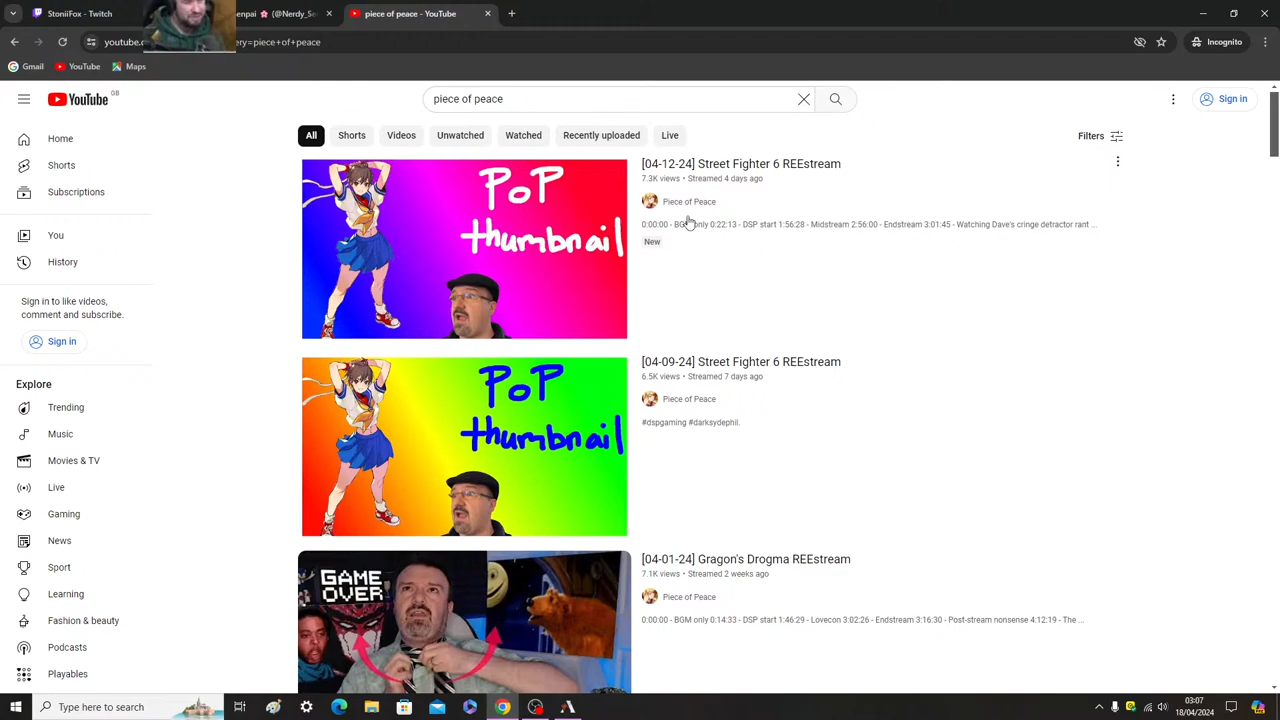 StoniiFox - Twitch
enpai 🌸 (@Nerdy_Se
piece of peace - YouTube
youtube.c
ery=piece+of+peace
Incognito
Gmail
YouTube
Maps
YouTube GB
piece of peace
Sign in
All
Shorts
Videos
Unwatched
Watched
Recently uploaded
Live
Filters
Home
Shorts
Subscriptions
You
History
Sign in to like videos,
comment and subscribe.
Sign in
Explore
Trending
Music
Movies & TV
Live
Gaming
News
Sport
Learning
Fashion & beauty
Podcasts
Playables
PoP
thumbnail
[04-12-24] Street Fighter 6 REEstream
7.3K views • Streamed 4 days ago
Piece of Peace
0:00:00 - BGM only 0:22:13 - DSP start 1:56:28 - Midstream 2:56:00 - Endstream 3:01:45 - Watching Dave's cringe detractor rant ...
New
PoP
thumbnail
[04-09-24] Street Fighter 6 REEstream
6.5K views • Streamed 7 days ago
Piece of Peace
#dspgaming #darksydephil.
GAME
OVER
[04-01-24] Gragon's Drogma REEstream
7.1K views • Streamed 2 weeks ago
Piece of Peace
0:00:00 - BGM only 0:14:33 - DSP start 1:46:29 - Lovecon 3:02:26 - Endstream 3:16:30 - Post-stream nonsense 4:12:19 - The ...
Type here to search
03:07
18/04/2024